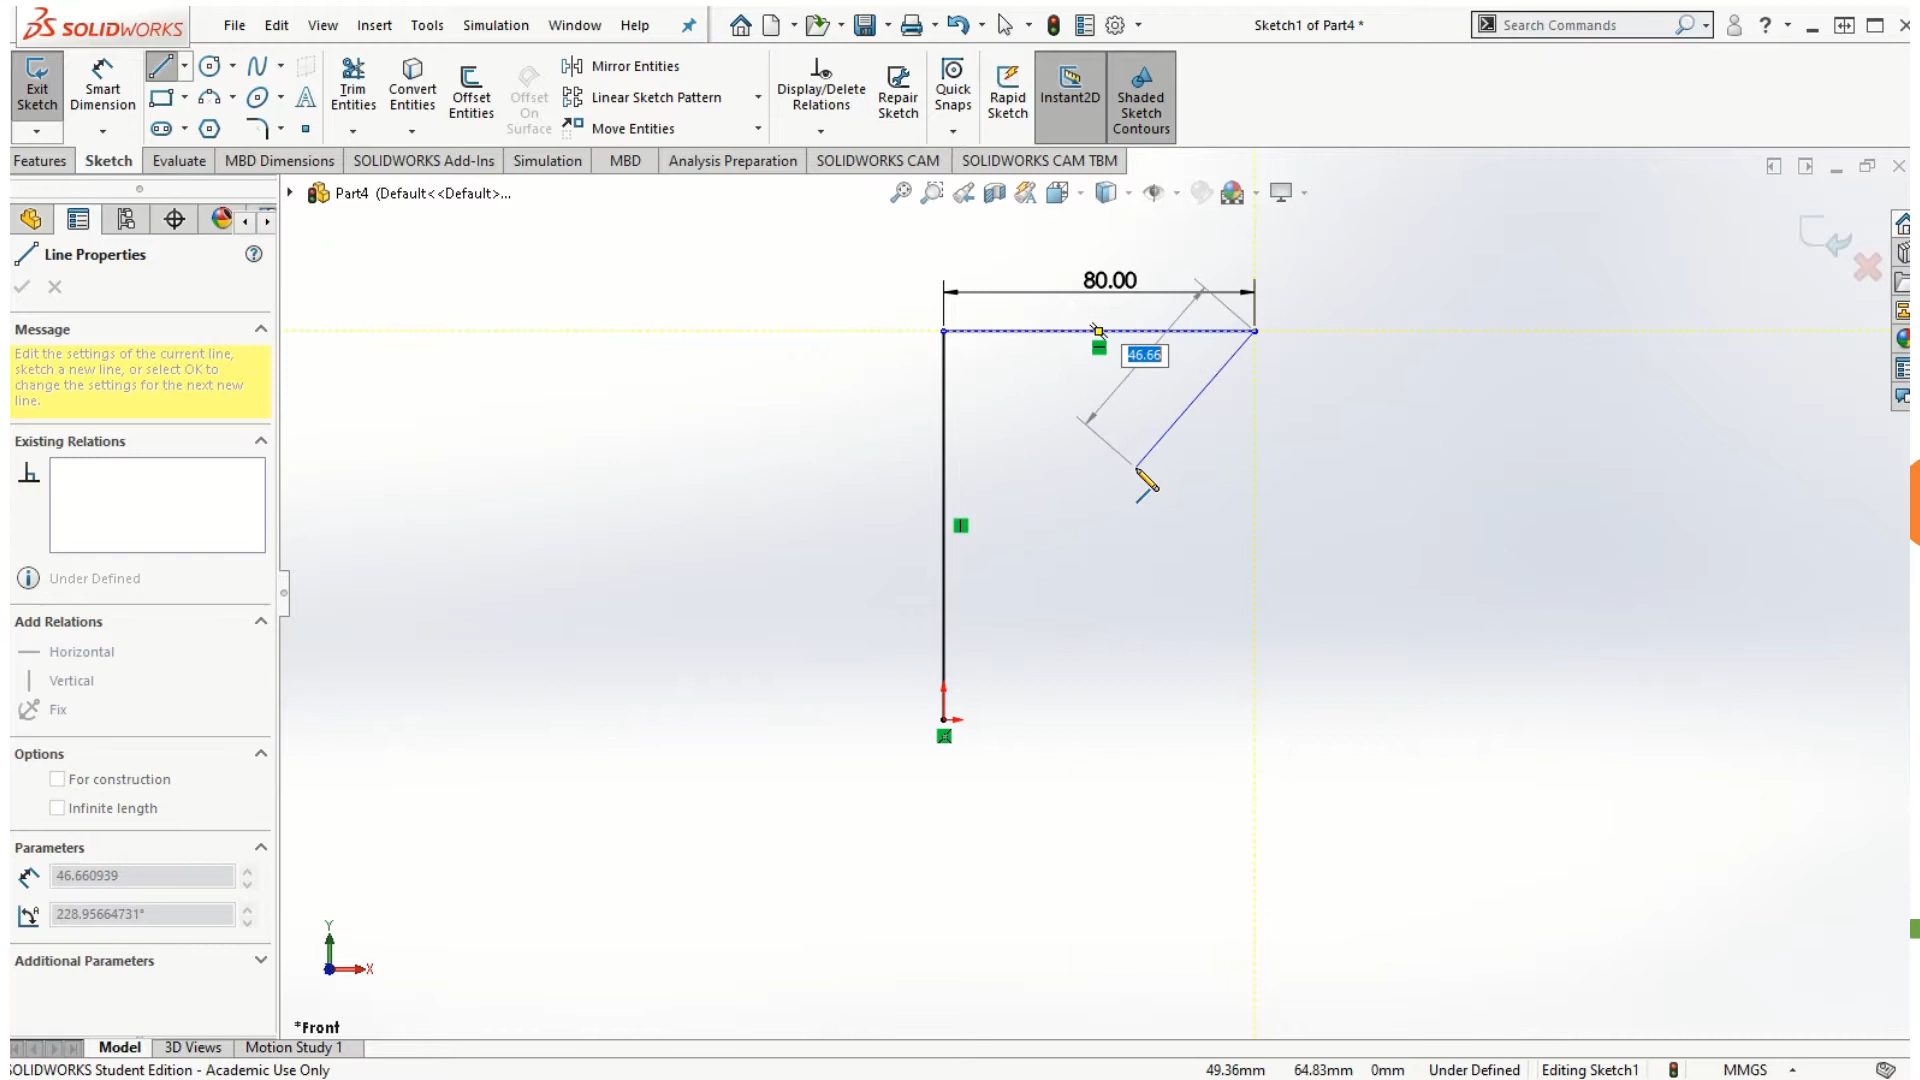 SOLIDWORKS File Edit View Insert Tools Simulation Window Help Sketch1 of Part4 * Search Commands ?
Exit Sketch
Smart Dimension
Trim Entities
Convert Entities
Offset Entities
Offset On Surface
Mirror Entities
Linear Sketch Pattern
Move Entities
Display/Delete Relations
Repair Sketch
Quick Snaps
Rapid Sketch
Instant2D
Shaded Sketch Contours
Features Sketch Evaluate MBD Dimensions SOLIDWORKS Add-Ins Simulation MBD Analysis Preparation SOLIDWORKS CAM SOLIDWORKS CAM TBM
Part4 (Default<<Default>...
Line Properties
Message
Edit the settings of the current line,
sketch a new line, or select OK to
change the settings for the next new
line.
Existing Relations
Under Defined
Add Relations
Horizontal
Vertical
Fix
Options
For construction
Infinite length
Parameters
46.660939
228.95664731°
Additional Parameters
80.00
46.66
Y
X
*Front
Model 3D Views Motion Study 1
SOLIDWORKS Student Edition - Academic Use Only 49.36mm 64.83mm 0mm Under Defined Editing Sketch1 MMGS